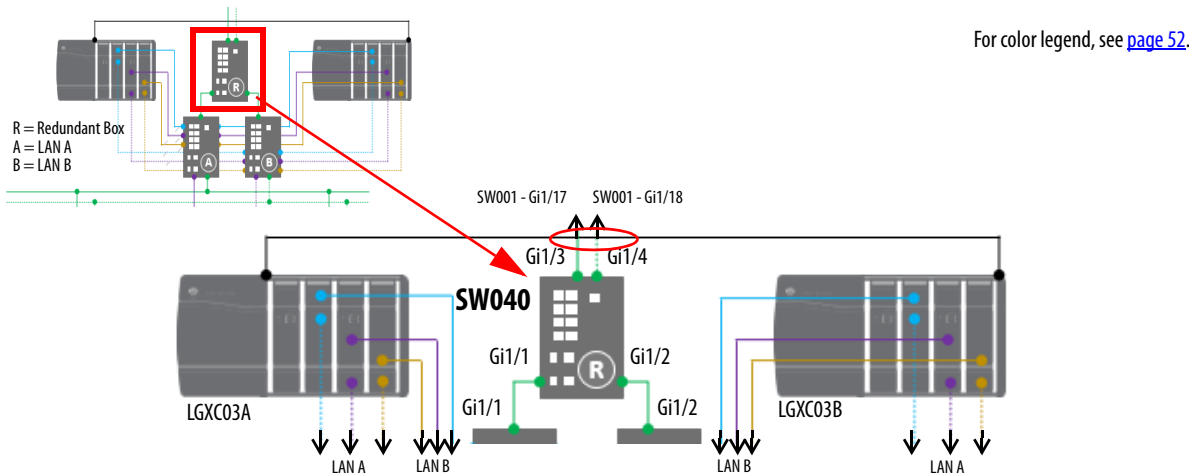 For color legend, see page 52.
R
R = Redundant Box
A = LAN A
B = LAN B
A
B
SW001 - Gi1/17
SW001 - Gi1/18
Gi1/3
Gi1/4
SW040
Gi1/1
Gi1/2
R
LGXC03A
Gi1/1
Gi1/2
LGXC03B
LAN A
LAN B
LAN B
LAN A